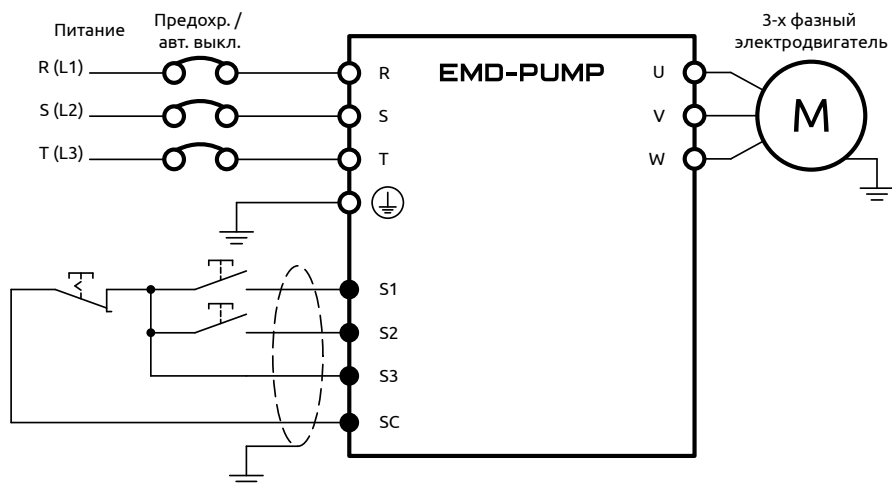 Питание
Предохр. /
авт. выкл.
3-х фазный
электродвигатель
R (L1)
R
EMD-PUMP
U
S (L2)
S
V
M
T (L3)
T
W
S1
S2
S3
SC